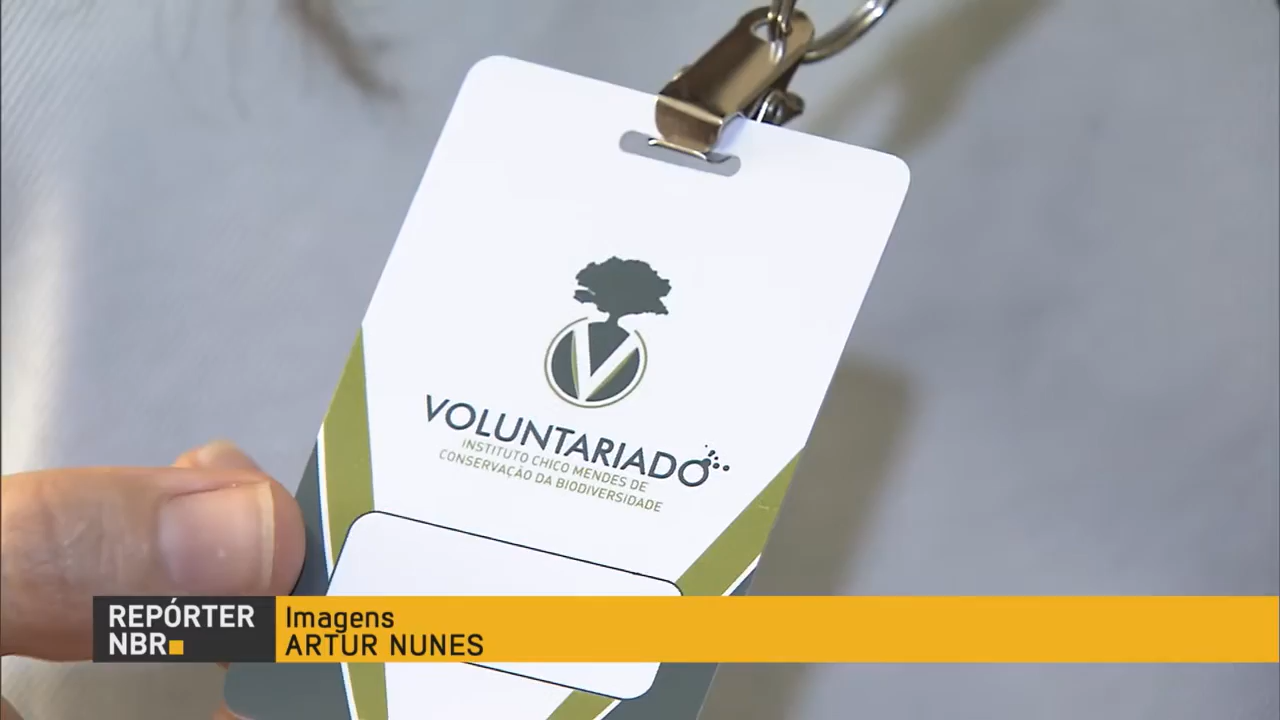 V
VOLUNTARIADO
INSTITUTO CHICO MENDES DE
CONSERVAÇÃO DA BIODIVERSIDADE
REPÓRTER
NBR
Imagens
ARTUR NUNES